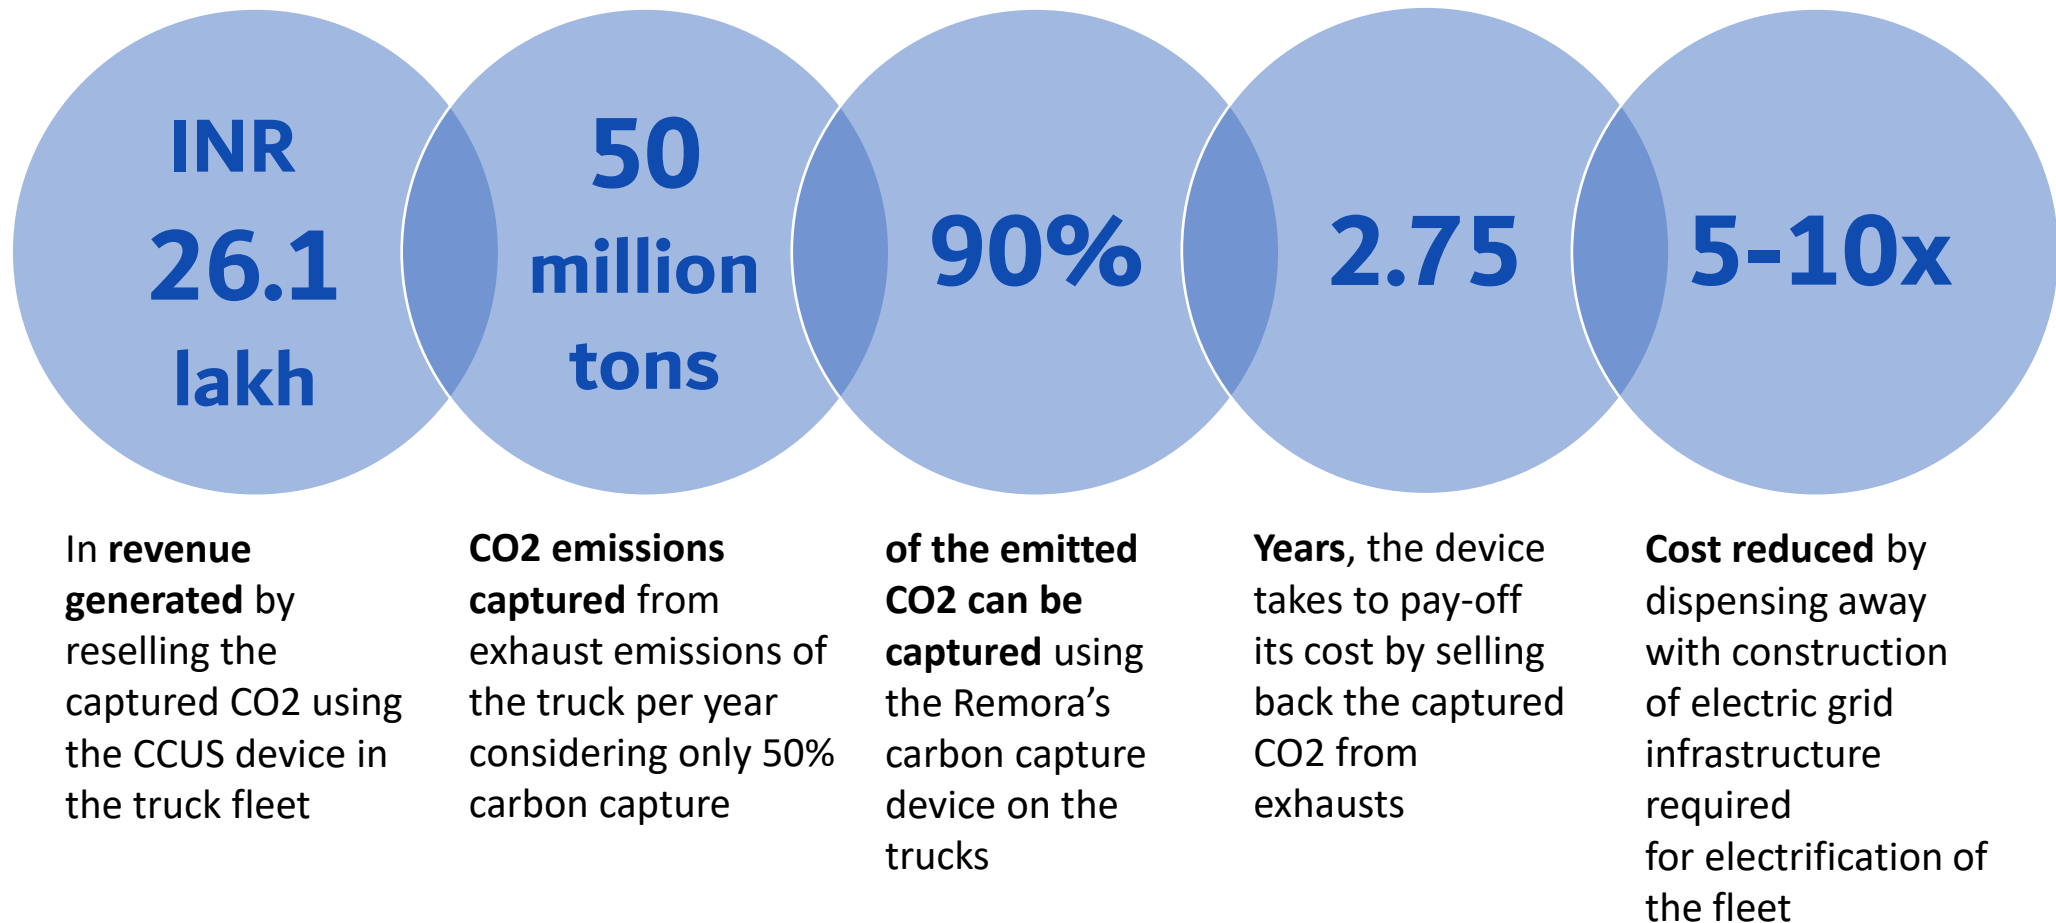 INR
26.1
lakh
In revenue
generated by
reselling the
captured CO2 using
the CCUS device in
the truck fleet
50
million
tons
CO2 emissions
captured from
exhaust emissions of
the truck per year
considering only 50%
carbon capture
90%
of the emitted
CO2 can be
captured using
the Remora’s
carbon capture
device on the
trucks
2.75
Years, the device
takes to pay-off
its cost by selling
back the captured
CO2 from
exhausts
5-10x
Cost reduced by
dispensing away
with construction
of electric grid
infrastructure
required
for electrification of
the fleet